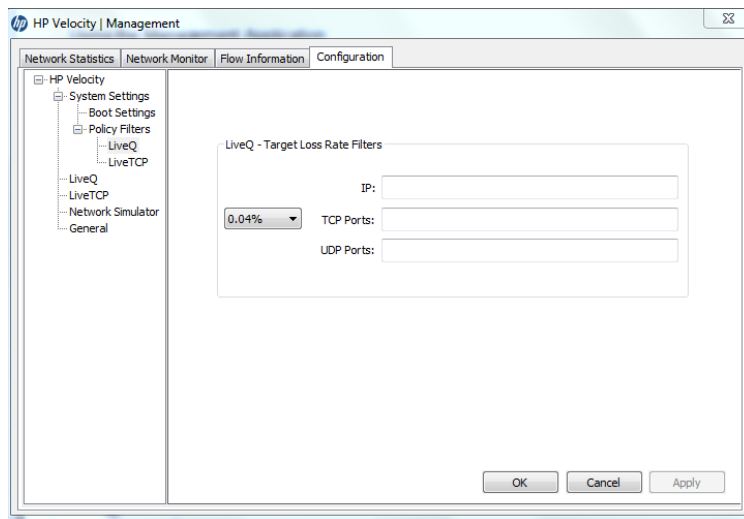 hp HP Velocity | Management
Network Statistics Network Monitor Flow Information Configuration
HP Velocity
System Settings
Boot Settings
Policy Filters
LiveQ
LiveTCP
LiveQ
LiveTCP
Network Simulator
General
LiveQ - Target Loss Rate Filters
IP:
0.04% TCP Ports:
UDP Ports:
OK Cancel Apply